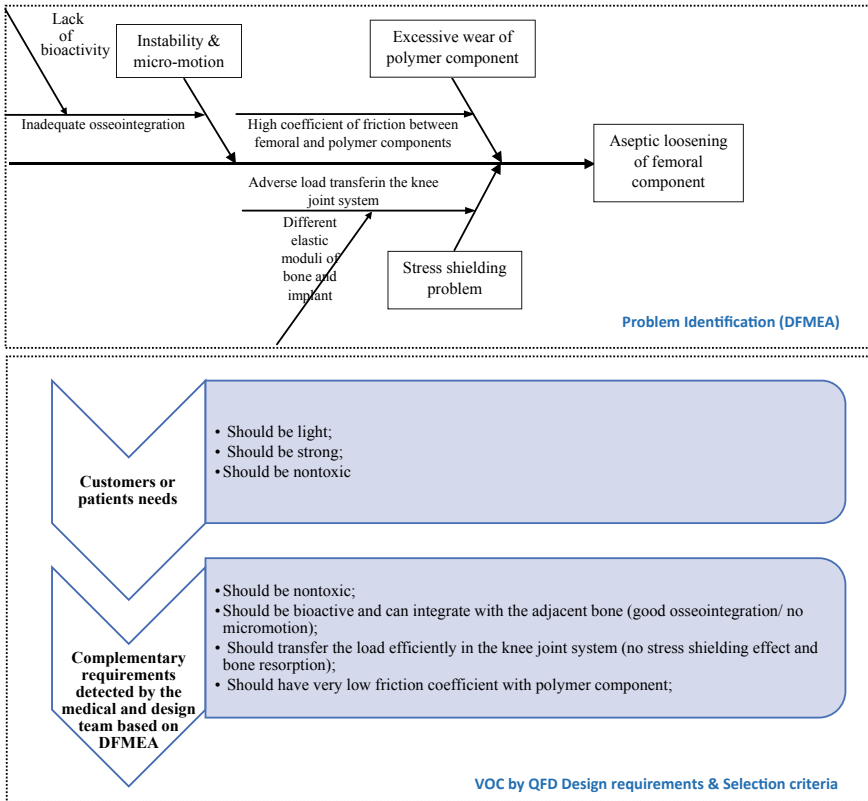 Lack
of
bioactivity
Instability &
micro-motion
Excessive wear of
polymer component
Inadequate osseointegration
High coefficient of friction between
femoral and polymer components
Aseptic loosening
of femoral
component
Adverse load transferin the knee
joint system
Different
elastic
moduli of
bone and
implant
Stress shielding
problem
Problem Identification (DFMEA)
Customers or
patients needs
• Should be light;
• Should be strong;
• Should be nontoxic
Complementary
requirements
detected by the
medical and design
team based on
DFMEA
• Should be nontoxic;
• Should be bioactive and can integrate with the adjacent bone (good osseointegration/ no
micromotion);
• Should transfer the load efficiently in the knee joint system (no stress shielding effect and
bone resorption);
• Should have very low friction coefficient with polymer component;
VOC by QFD Design requirements & Selection criteria